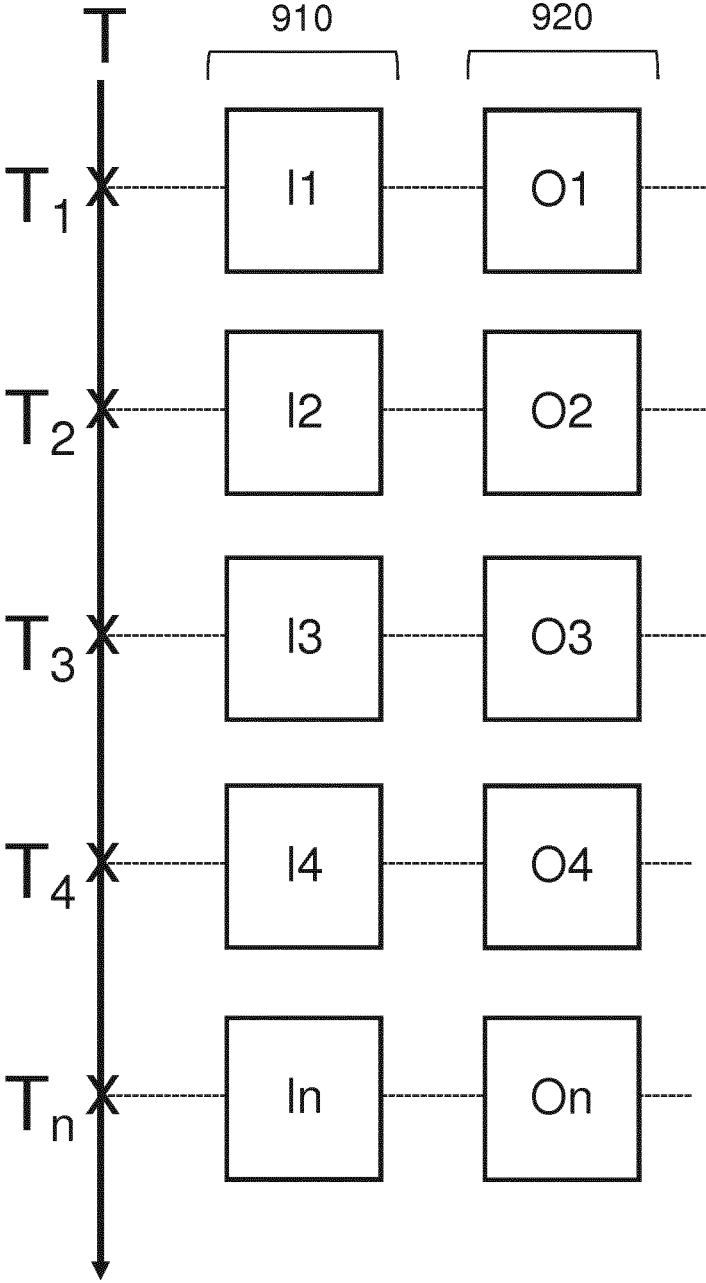 T 910 920
T1 X I1 O1
T2 X I2 O2
T3 X I3 O3
T4 X I4 O4
Tn X In On